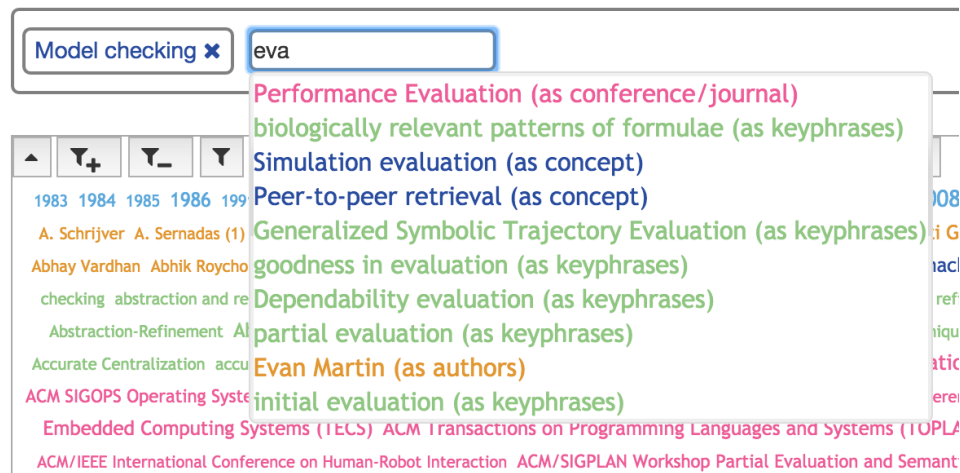 Model checking ✖ eva
Performance Evaluation (as conference/journal)
biologically relevant patterns of formulae (as keyphrases)
Simulation evaluation (as concept)
Peer-to-peer retrieval (as concept)
Generalized Symbolic Trajectory Evaluation (as keyphrases)
goodness in evaluation (as keyphrases)
Dependability evaluation (as keyphrases)
partial evaluation (as keyphrases)
Evan Martin (as authors)
initial evaluation (as keyphrases)
1983 1984 1985 1986
A. Schrijver A. Sernadas (1)
Abhay Vardhan Abhik
checking abstraction and
Abstraction-Refinement
Accurate Centralization
ACM SIGOPS Operating
Embedded Computing Systems (TECS) ACM Transactions on Programming Languages and Systems
ACM/IEEE International Conference on Human-Robot Interaction ACM/SIGPLAN Workshop Partial Evaluation and